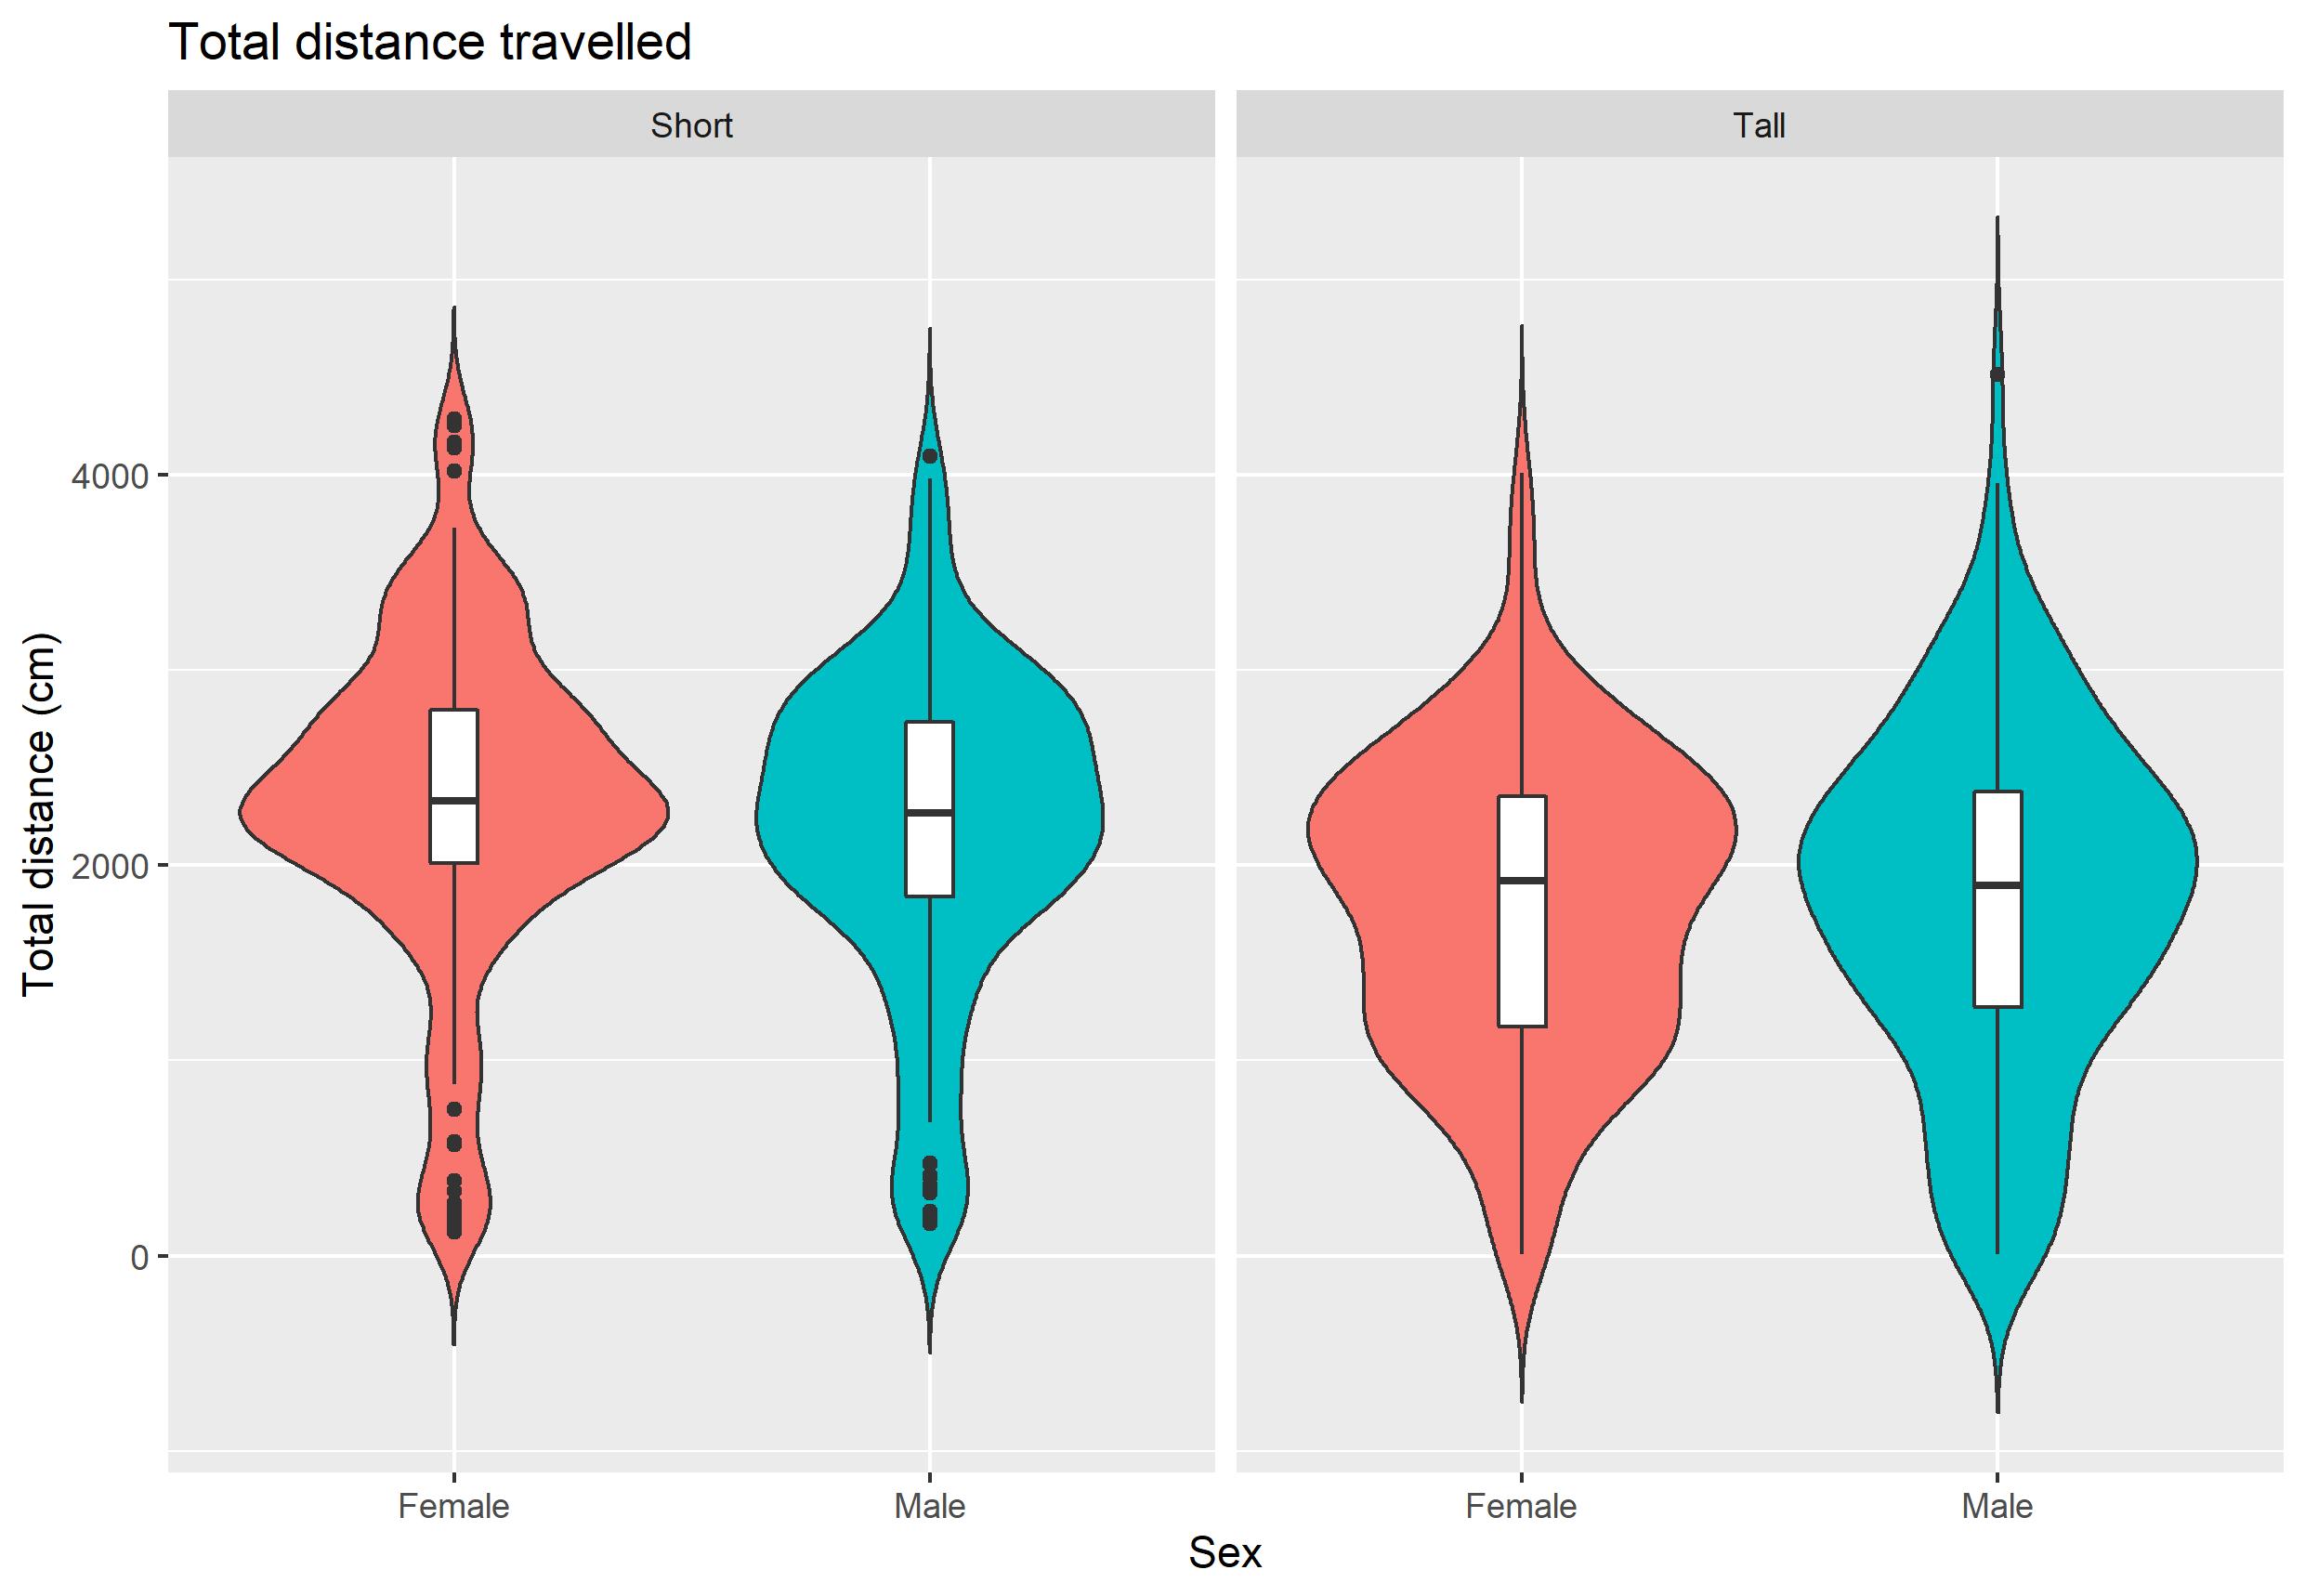 Total distance travelled
Short
Tall
Total distance (cm)
4000
2000
0
Female
Male
Female
Male
Sex